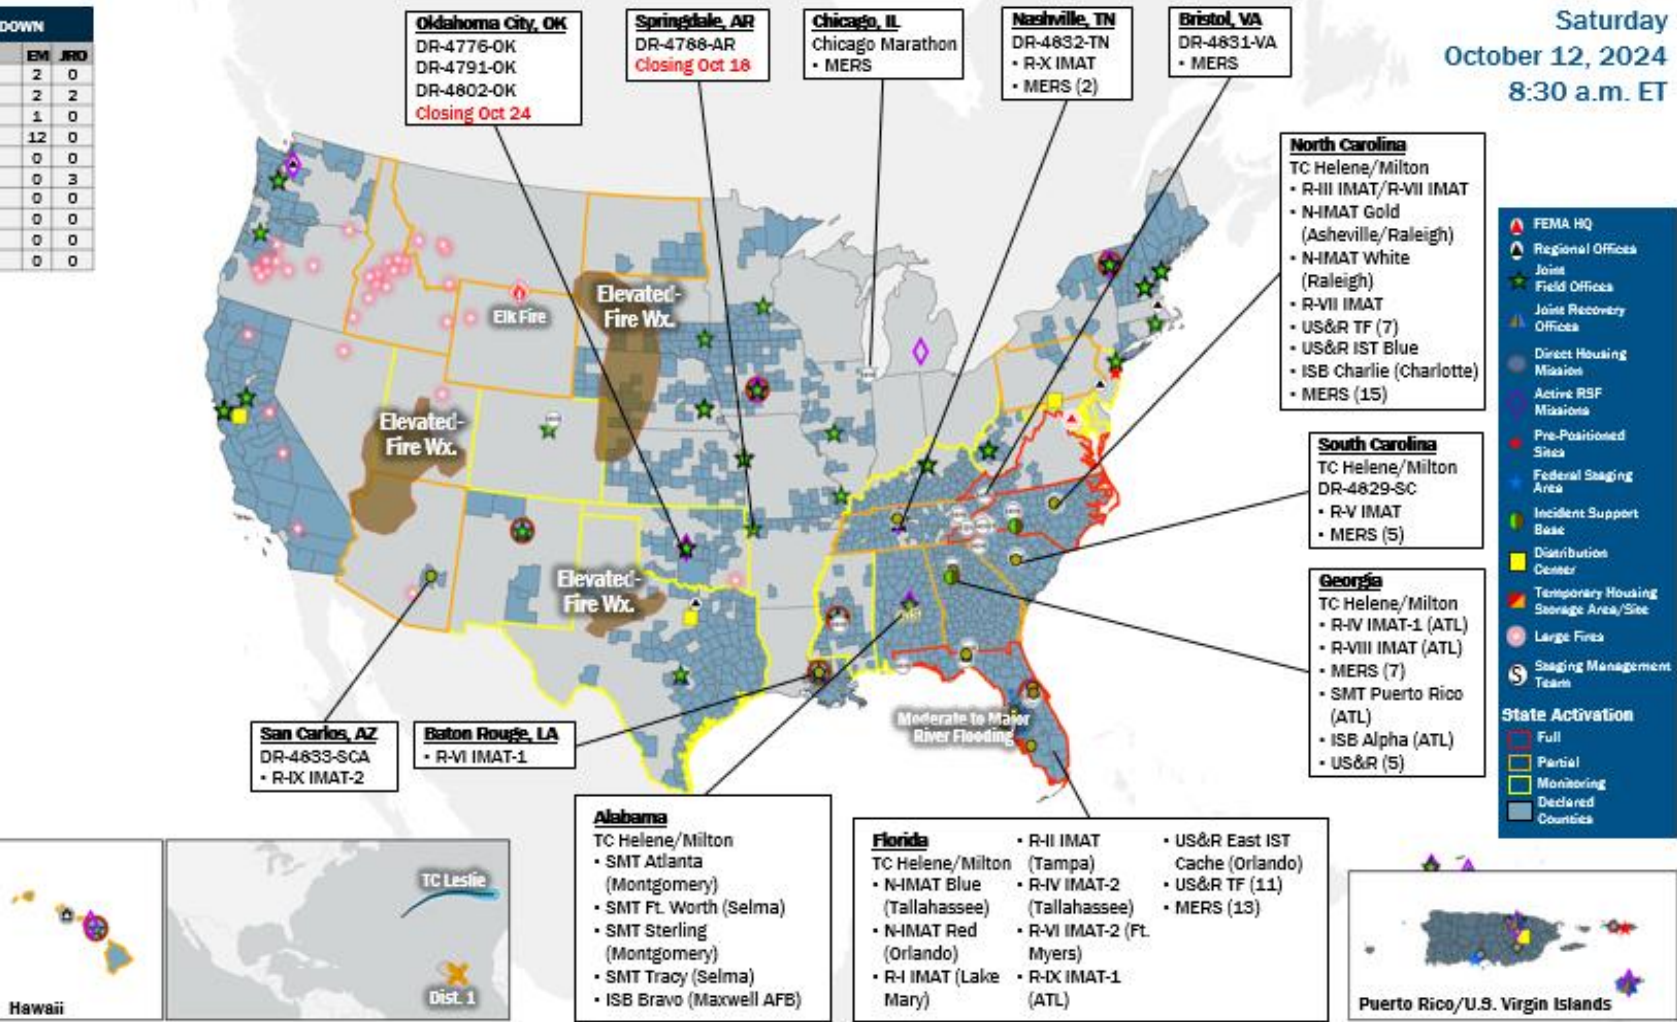 DOWN
EM JRO
2 0
2 2
1 0
12 0
0 0
0 3
0 0
0 0
0 0
0 0
Oklahoma City, OK
DR-4776-OK
DR-4791-OK
DR-4802-OK
Closing Oct 24
Springdale, AR
DR-4788-AR
Closing Oct 18
Chicago, IL
Chicago Marathon
• MERS
Nashville, TN
DR-4832-TN
• R-X IMAT
• MERS (2)
Bristol, VA
DR-4831-VA
• MERS
Saturday
October 12, 2024
8:30 a.m. ET
North Carolina
TC Helene/Milton
• R-III IMAT/R-VII IMAT
• N-IMAT Gold
(Asheville/Raleigh)
• N-IMAT White
(Raleigh)
• R-VII IMAT
• US&R TF (7)
• US&R IST Blue
• ISB Charlie (Charlotte)
• MERS (15)
South Carolina
TC Helene/Milton
DR-4829-SC
• R-V IMAT
• MERS (5)
Georgia
TC Helene/Milton
• R-IV IMAT-1 (ATL)
• R-VIII IMAT (ATL)
• MERS (7)
• SMT Puerto Rico
(ATL)
• ISB Alpha (ATL)
• US&R (5)
FEMA HQ
Regional Offices
Joint
Field Offices
Joint Recovery
Offices
Direct Housing
Mission
Active RSF
Missions
Pre-Positioned
Sites
Federal Staging
Area
Incident Support
Base
Distribution
Center
Temporary Housing
Storage Area/Site
Large Fires
S
Staging Management
Team
State Activation
Full
Partial
Monitoring
Declared
Counties
Elk Fire
Elevated-
Fire Wx.
Elevated-
Fire Wx.
Elevated-
Fire Wx.
Moderate to Major
River Flooding
San Carlos, AZ
DR-4833-SCA
• R-IX IMAT-2
Baton Rouge, LA
• R-VI IMAT-1
Alabama
TC Helene/Milton
• SMT Atlanta
(Montgomery)
• SMT Ft. Worth (Selma)
• SMT Sterling
(Montgomery)
• SMT Tracy (Selma)
• ISB Bravo (Maxwell AFB)
Florida
TC Helene/Milton
• N-IMAT Blue
(Tallahassee)
• N-IMAT Red
(Orlando)
• R-I IMAT (Lake
Mary)
• R-II IMAT
(Tampa)
• R-IV IMAT-2
(Tallahassee)
• R-VI IMAT-2 (Ft.
Myers)
• R-IX IMAT-1
(ATL)
• US&R East IST
Cache (Orlando)
• US&R TF (11)
• MERS (13)
Hawaii
TC Leslie
Dist. 1
Puerto Rico/U.S. Virgin Islands